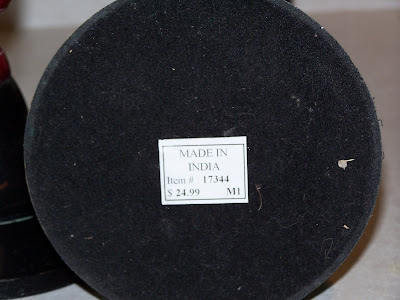 MADE IN
INDIA
Item # : 17344
$ 24.99 M1